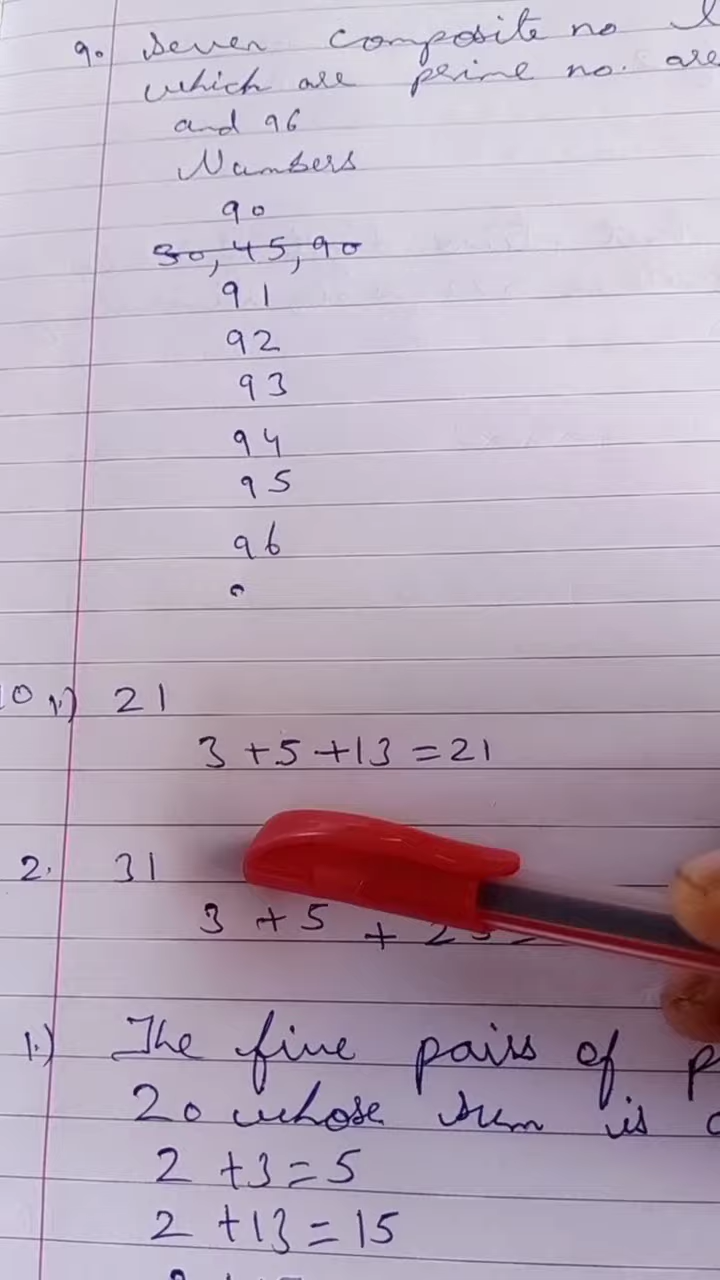 9. Seven composite no
which are prime no. are
and 96
Numbers
90
30, 45, 90
91
92
93
94
95
96
10 1.) 21
3 + 5 + 13 = 21
2. 31
3 + 5 +
1.) The five pairs of
20 whose sum is
2 + 3 = 5
2 + 13 = 15